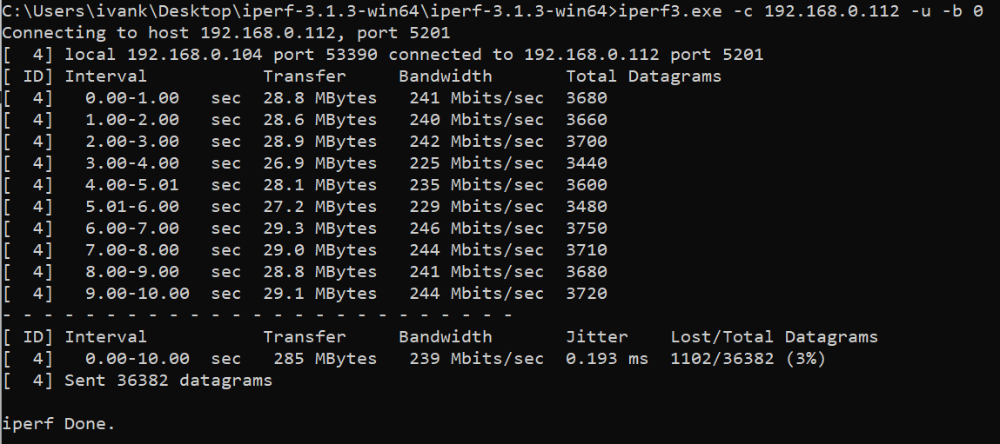 C:\Users\ivank\Desktop\iperf-3.1.3-win64\iperf-3.1.3-win64>iperf3.exe -c 192.168.0.112 -u -b 0
Connecting to host 192.168.0.112, port 5201
[  4] local 192.168.0.104 port 53390 connected to 192.168.0.112 port 5201
[ ID] Interval           Transfer     Bandwidth       Total Datagrams
[  4]   0.00-1.00   sec  28.8 MBytes   241 Mbits/sec  3680
[  4]   1.00-2.00   sec  28.6 MBytes   240 Mbits/sec  3660
[  4]   2.00-3.00   sec  28.9 MBytes   242 Mbits/sec  3700
[  4]   3.00-4.00   sec  26.9 MBytes   225 Mbits/sec  3440
[  4]   4.00-5.01   sec  28.1 MBytes   235 Mbits/sec  3600
[  4]   5.01-6.00   sec  27.2 MBytes   229 Mbits/sec  3480
[  4]   6.00-7.00   sec  29.3 MBytes   246 Mbits/sec  3750
[  4]   7.00-8.00   sec  29.0 MBytes   244 Mbits/sec  3710
[  4]   8.00-9.00   sec  28.8 MBytes   241 Mbits/sec  3680
[  4]   9.00-10.00  sec  29.1 MBytes   244 Mbits/sec  3720
- - - - - - - - - - - - - - - - - - - - - - - - -
[ ID] Interval           Transfer     Bandwidth       Jitter    Lost/Total Datagrams
[  4]   0.00-10.00  sec   285 MBytes   239 Mbits/sec  0.193 ms  1102/36382 (3%)
[  4] Sent 36382 datagrams
iperf Done.